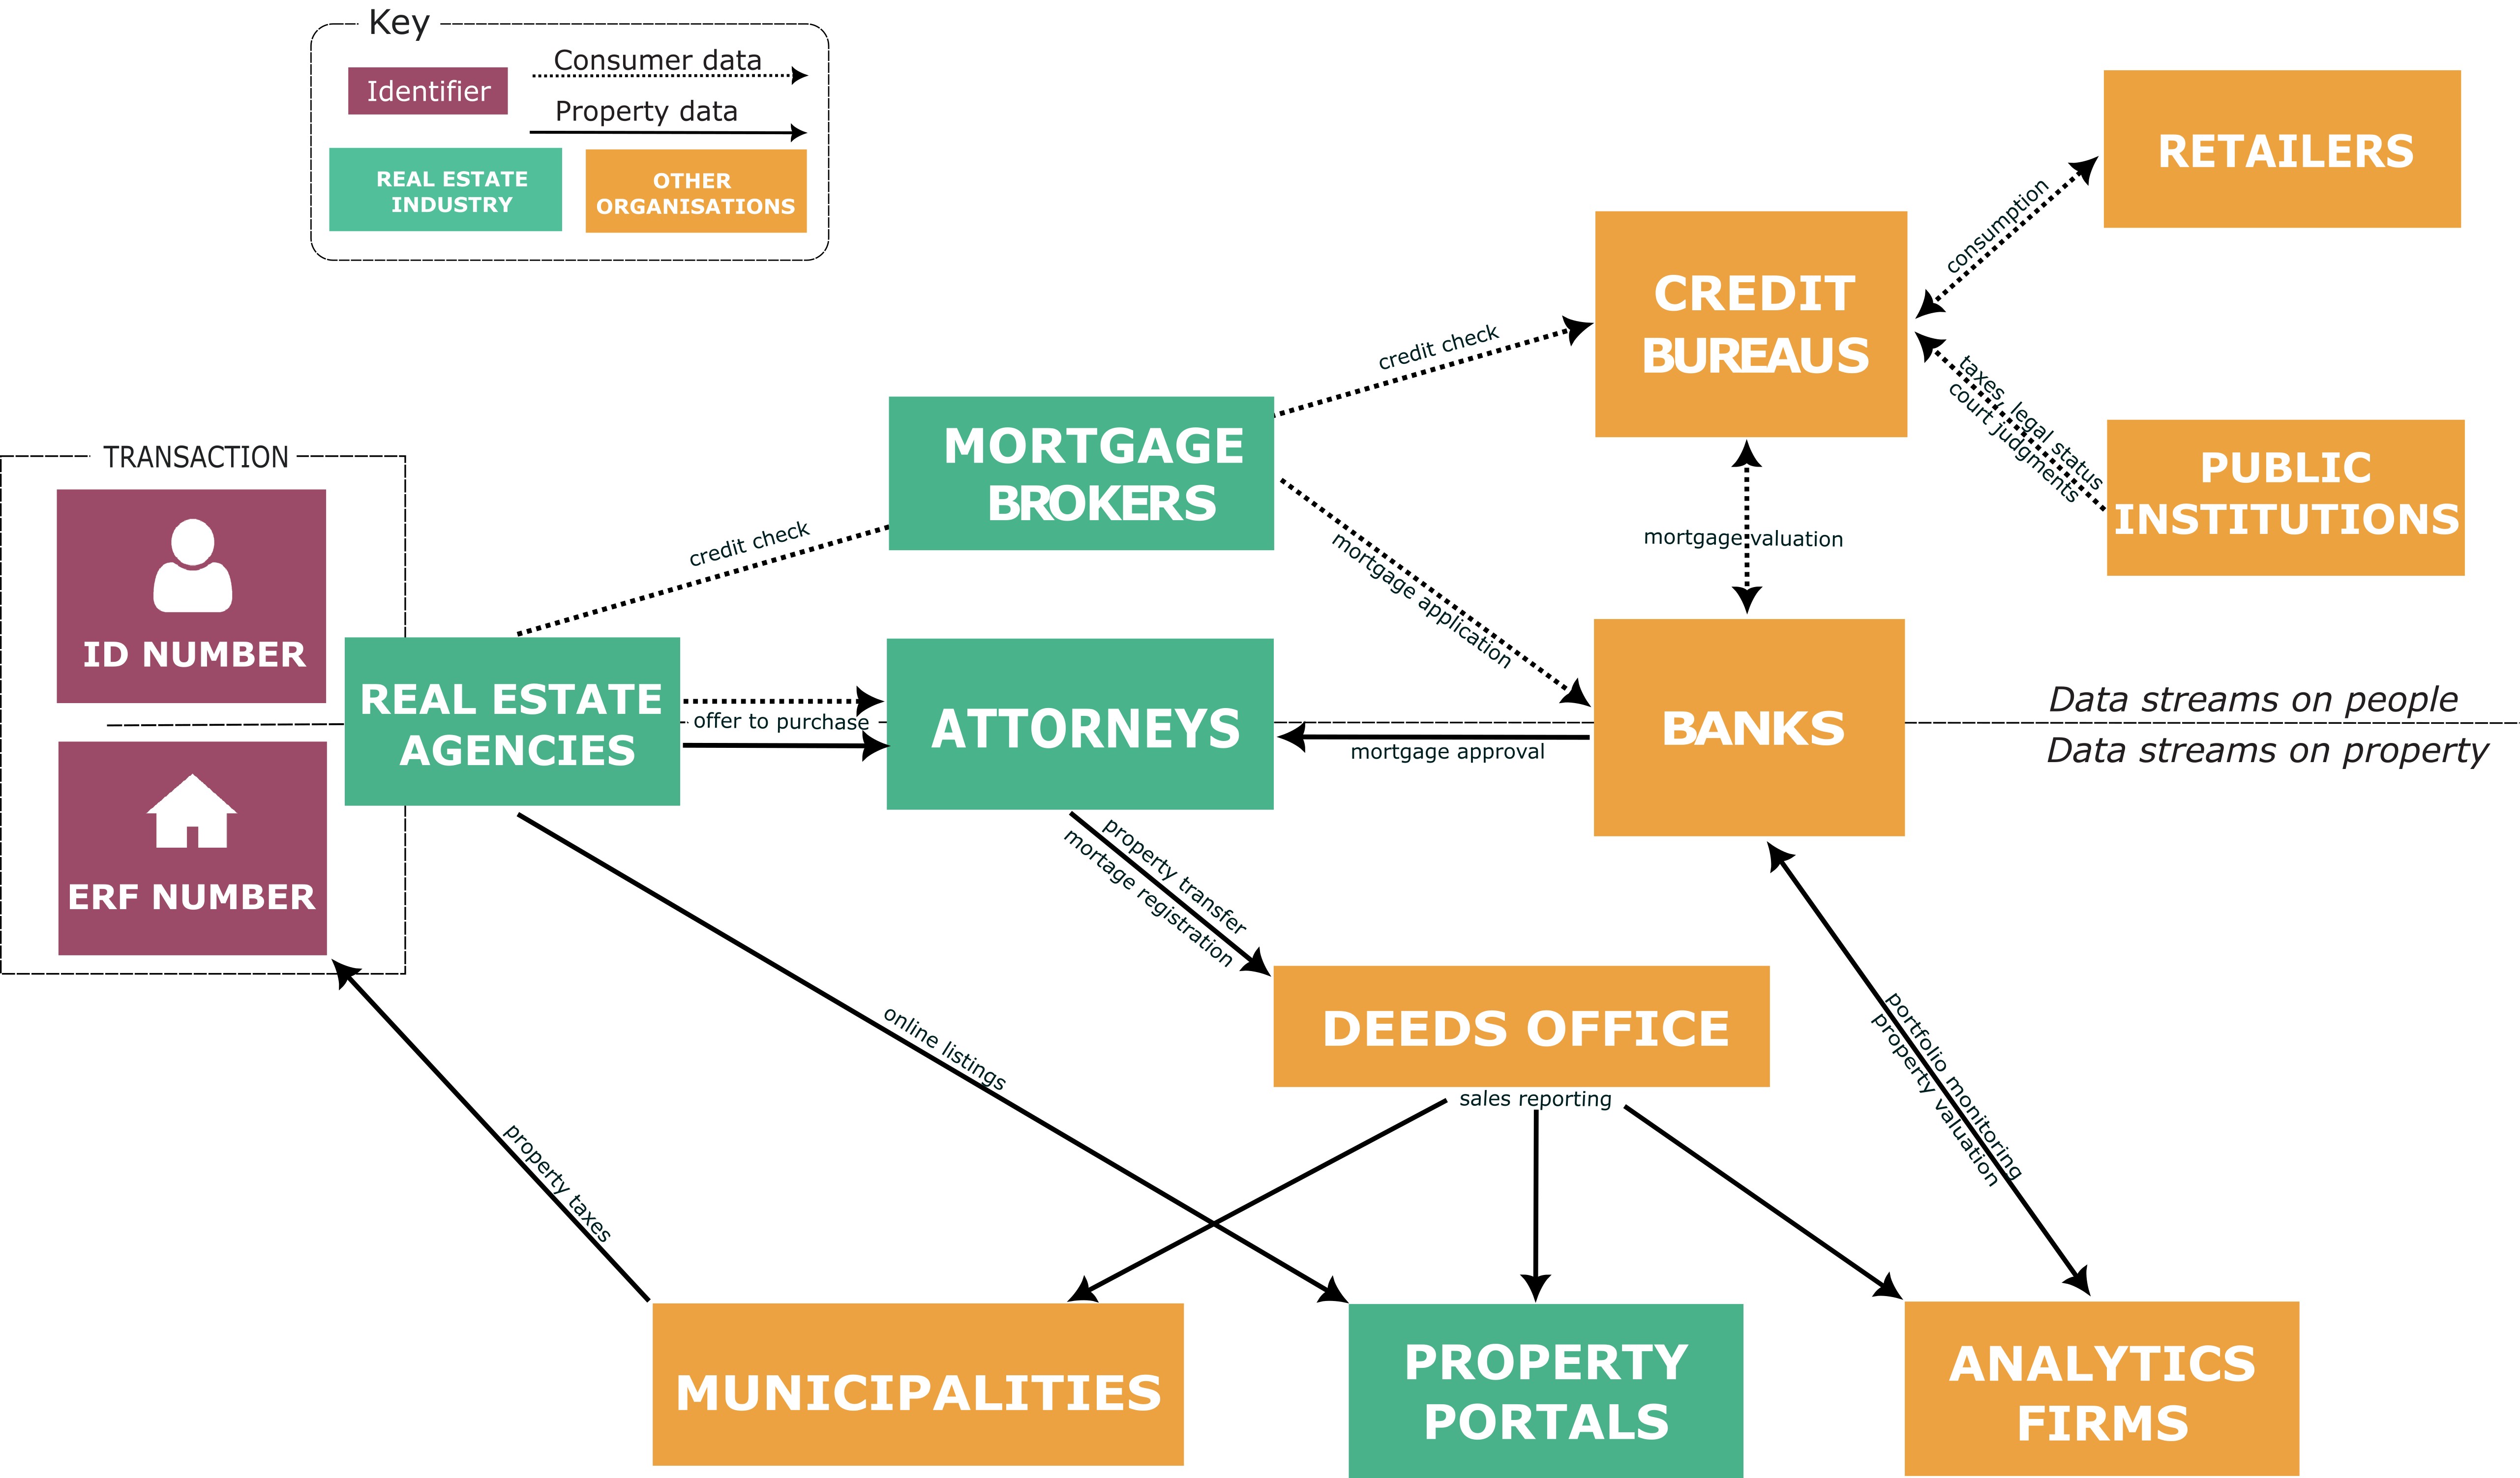 Key
Identifier
Consumer data
Property data
REAL ESTATE
INDUSTRY
OTHER
ORGANISATIONS
RETAILERS
consumption
CREDIT
BUREAUS
credit check
taxes, legal status
court judgments
PUBLIC
INSTITUTIONS
MORTGAGE
BROKERS
TRANSACTION
credit check
mortgage valuation
mortgage application
ID NUMBER
REAL ESTATE
AGENCIES
offer to purchase
ATTORNEYS
mortgage approval
BANKS
Data streams on people
Data streams on property
ERF NUMBER
property transfer
mortage registration
online listings
DEEDS OFFICE
sales reporting
portfolio monitoring
property valuation
property taxes
MUNICIPALITIES
PROPERTY
PORTALS
ANALYTICS
FIRMS